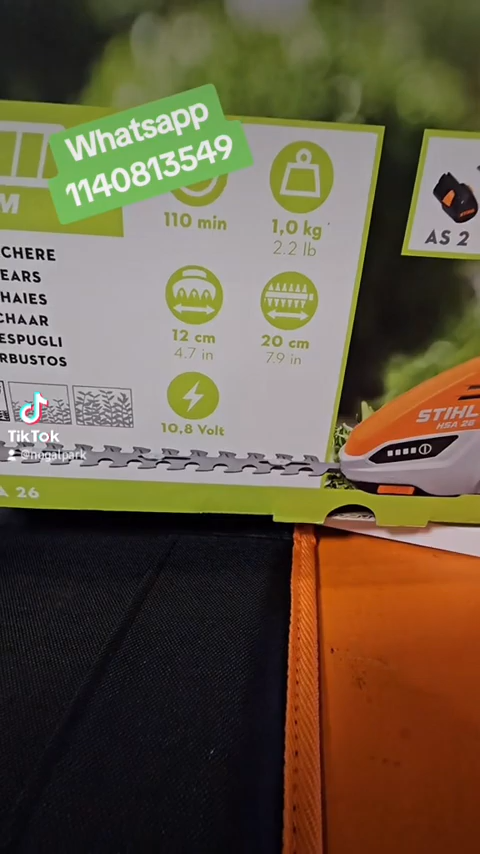 Whatsapp
1140813549
M
110 min
1,0 kg
2.2 lb
AS 2
CHERE
EARS
HAIES
CHAAR
ESPUGLI
RBUSTOS
12 cm
4.7 in
20 cm
7.9 in
10,8 Volt
STIHL
HSA 26
TikTok
@nogalpark
A 26